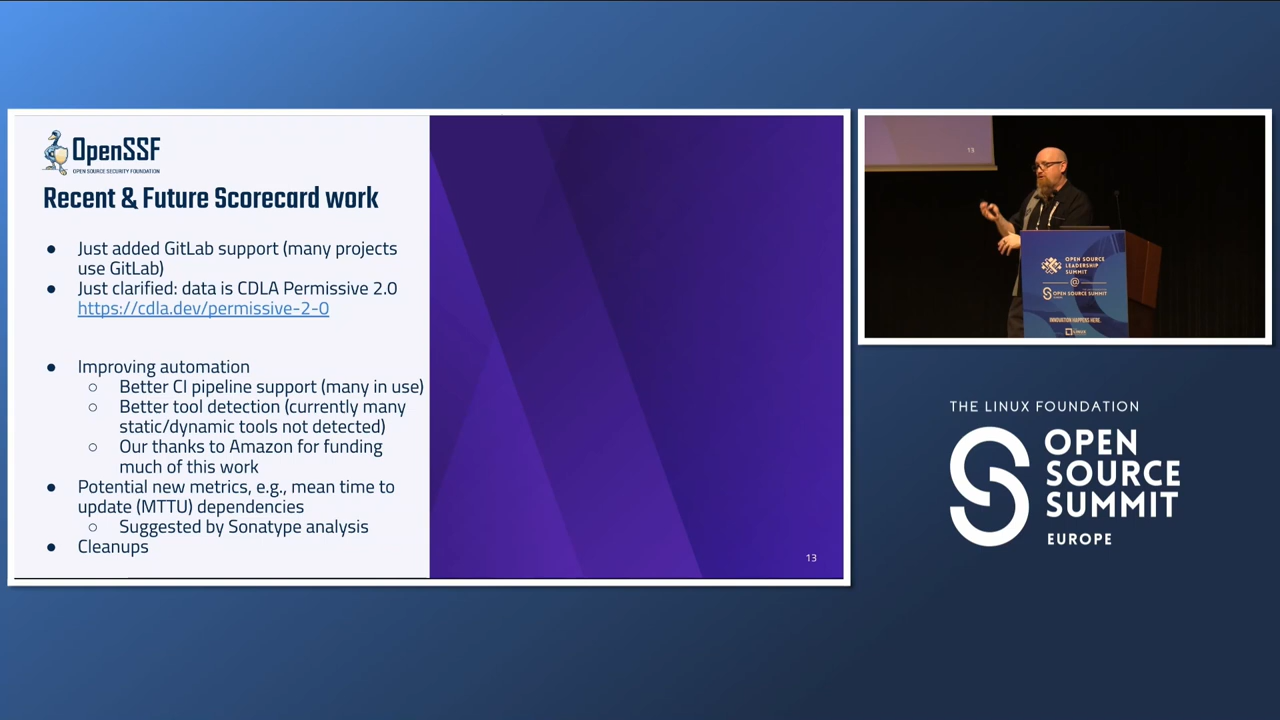 OpenSSF
OPEN SOURCE SECURITY FOUNDATION
Recent & Future Scorecard work
● Just added GitLab support (many projects
use GitLab)
● Just clarified: data is CDLA Permissive 2.0
https://cdla.dev/permissive-2-0
● Improving automation
○ Better CI pipeline support (many in use)
○ Better tool detection (currently many
static/dynamic tools not detected)
○ Our thanks to Amazon for funding
much of this work
● Potential new metrics, e.g., mean time to
update (MTTU) dependencies
○ Suggested by Sonatype analysis
● Cleanups
13
13
OPEN SOURCE
LEADERSHIP
SUMMIT
@
OPEN SOURCE SUMMIT
INNOVATION HAPPENS HERE.
LINUX
THE LINUX FOUNDATION
OPEN
SOURCE
SUMMIT
EUROPE